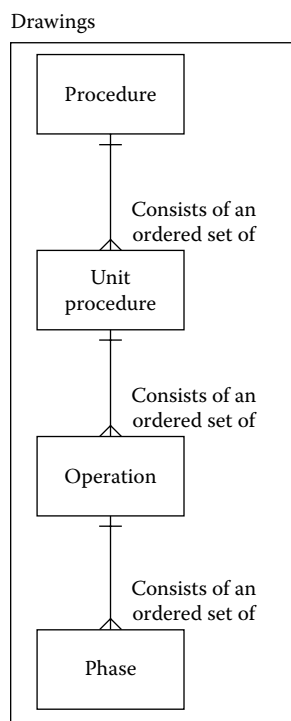 Drawings
Procedure
Consists of an
ordered set of
Unit
procedure
Consists of an
ordered set of
Operation
Consists of an
ordered set of
Phase